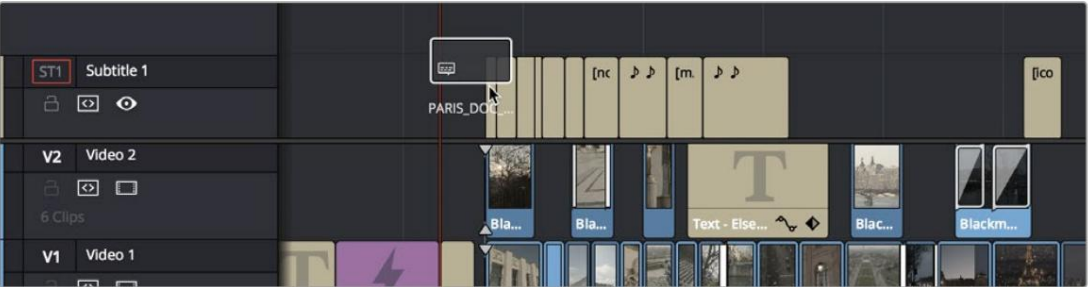 ST1 Subtitle 1
[nc ♪ ♪ [m. ♪ ♪ [ico
PARIS_DOC_...
V2 Video 2
6 Clips
T
Bla... Bla... Text - Else... Blac... Blackm...
V1 Video 1
T